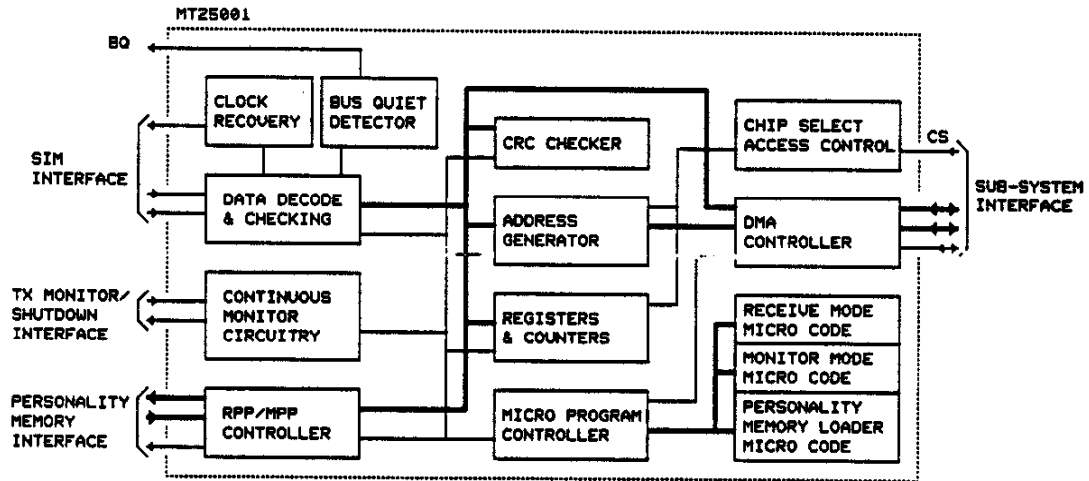 MT25001
BQ
CLOCK
RECOVERY
BUS QUIET
DETECTOR
CRC CHECKER
CHIP SELECT
ACCESS CONTROL
CS
SIM
INTERFACE
DATA DECODE
& CHECKING
ADDRESS
GENERATOR
DMA
CONTROLLER
SUB-SYSTEM
INTERFACE
TX MONITOR/
SHUTDOWN
INTERFACE
CONTINUOUS
MONITOR
CIRCUITRY
REGISTERS
& COUNTERS
RECEIVE MODE
MICRO CODE
MONITOR MODE
MICRO CODE
PERSONALITY
MEMORY
INTERFACE
RPP/MPP
CONTROLLER
MICRO PROGRAM
CONTROLLER
PERSONALITY
MEMORY LOADER
MICRO CODE